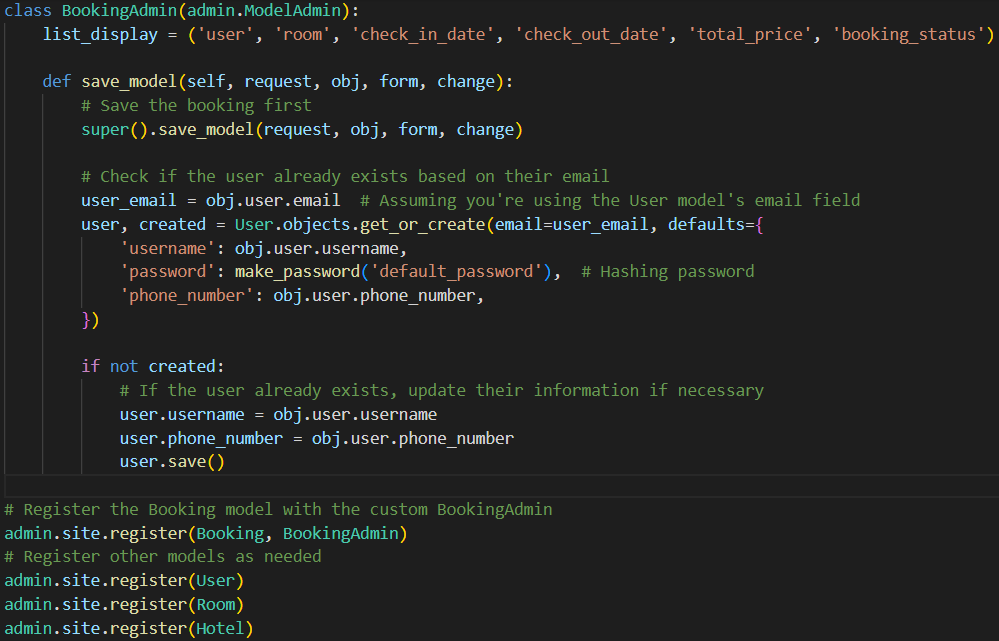 class BookingAdmin(admin.ModelAdmin):
    list_display = ('user', 'room', 'check_in_date', 'check_out_date', 'total_price', 'booking_status')

    def save_model(self, request, obj, form, change):
        # Save the booking first
        super().save_model(request, obj, form, change)

        # Check if the user already exists based on their email
        user_email = obj.user.email  # Assuming you're using the User model's email field
        user, created = User.objects.get_or_create(email=user_email, defaults={
            'username': obj.user.username,
            'password': make_password('default_password'),  # Hashing password
            'phone_number': obj.user.phone_number,
        })

        if not created:
            # If the user already exists, update their information if necessary
            user.username = obj.user.username
            user.phone_number = obj.user.phone_number
            user.save()

# Register the Booking model with the custom BookingAdmin
admin.site.register(Booking, BookingAdmin)
# Register other models as needed
admin.site.register(User)
admin.site.register(Room)
admin.site.register(Hotel)